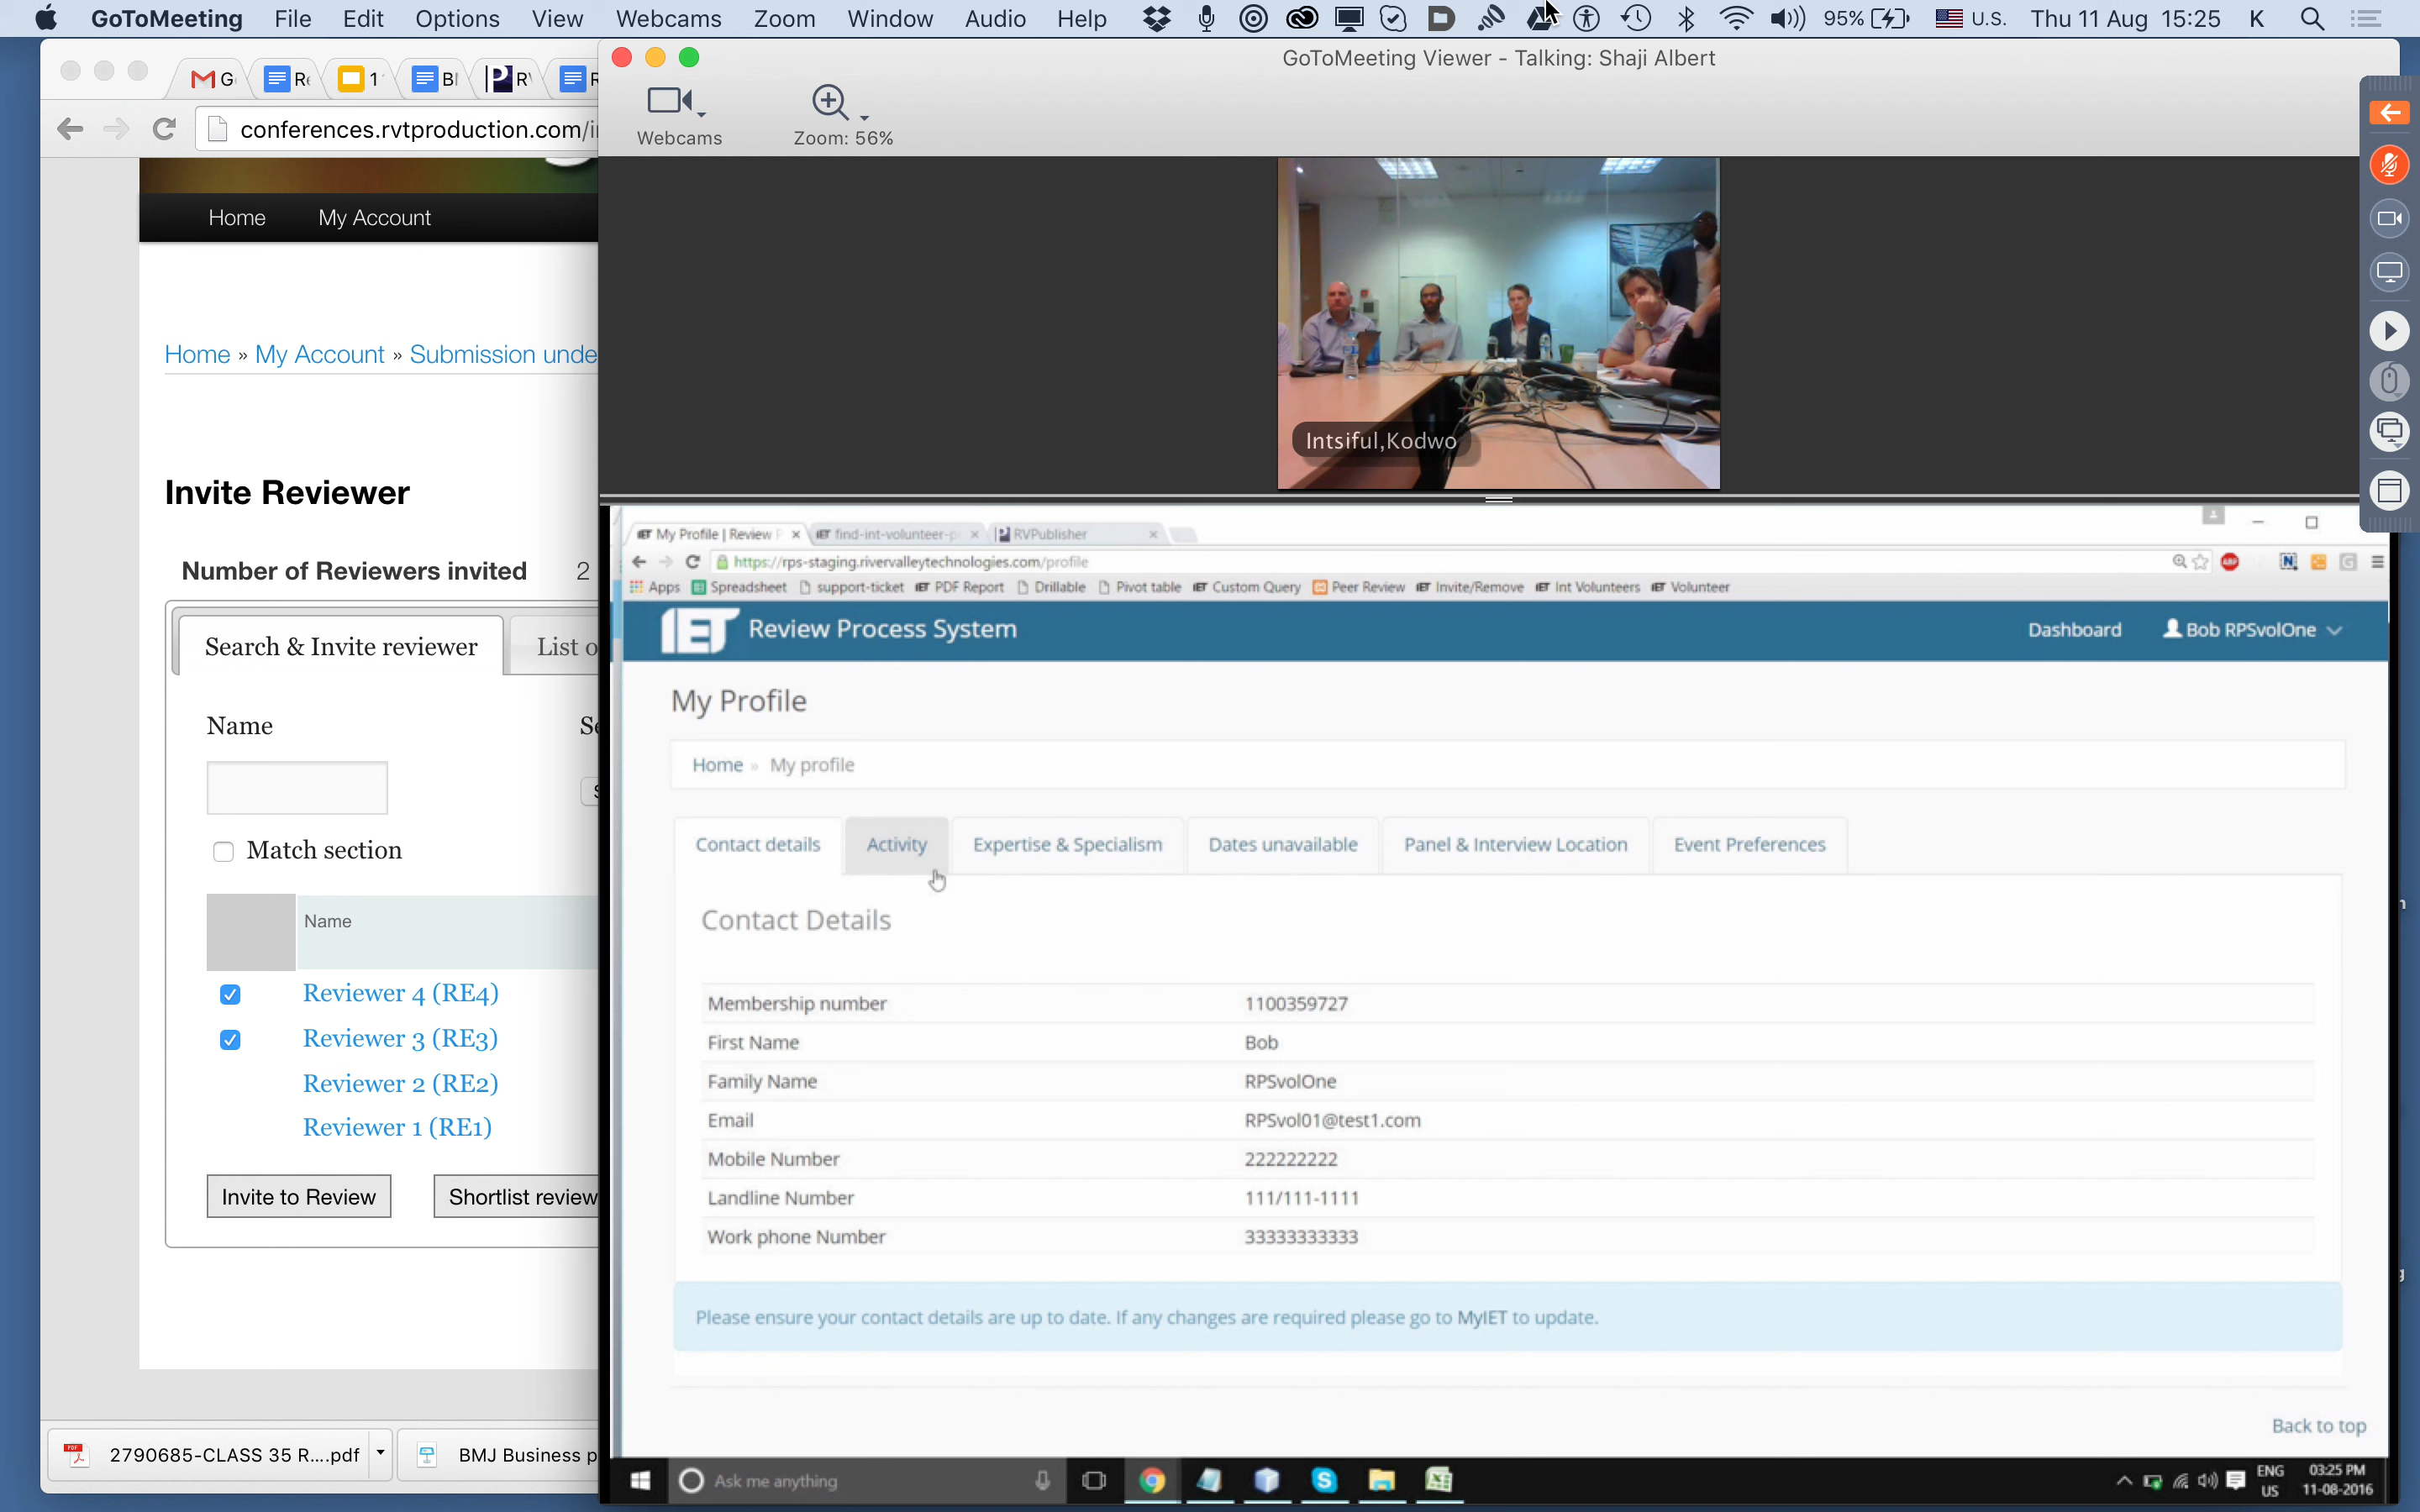 GoToMeeting File Edit Options View Webcams Zoom Window Audio Help 95% U.S. Thu 11 Aug 15:25 K
GoToMeeting Viewer - Talking: Shaji Albert
conferences.rvtproduction.com/
Webcams
Zoom: 56%
Home My Account
Home » My Account » Submission unde
Invite Reviewer
Number of Reviewers invited 2
Search & Invite reviewer
List o
Name
Match section
Name
Reviewer 4 (RE4)
Reviewer 3 (RE3)
Reviewer 2 (RE2)
Reviewer 1 (RE1)
Invite to Review
Shortlist review
2790685-CLASS 35 R....pdf
BMJ Business p
Intsiful,Kodwo
My Profile | Review P
find-int-volunteer-p
RVPublisher
https://rps-staging.rivervalleytechnologies.com/profile
Apps Spreadsheet support-ticket PDF Report Drillable Pivot table Custom Query Peer Review Invite/Remove Int Volunteers Volunteer
IET Review Process System
Dashboard Bob RPSvolOne
My Profile
Home » My profile
Contact details Activity Expertise & Specialism Dates unavailable Panel & Interview Location Event Preferences
Contact Details
Membership number 1100359727
First Name Bob
Family Name RPSvolOne
Email RPSvol01@test1.com
Mobile Number 222222222
Landline Number 111/111-1111
Work phone Number 33333333333
Please ensure your contact details are up to date. If any changes are required please go to MyIET to update.
Back to top
Ask me anything
ENG
US
03:25 PM
11-08-2016